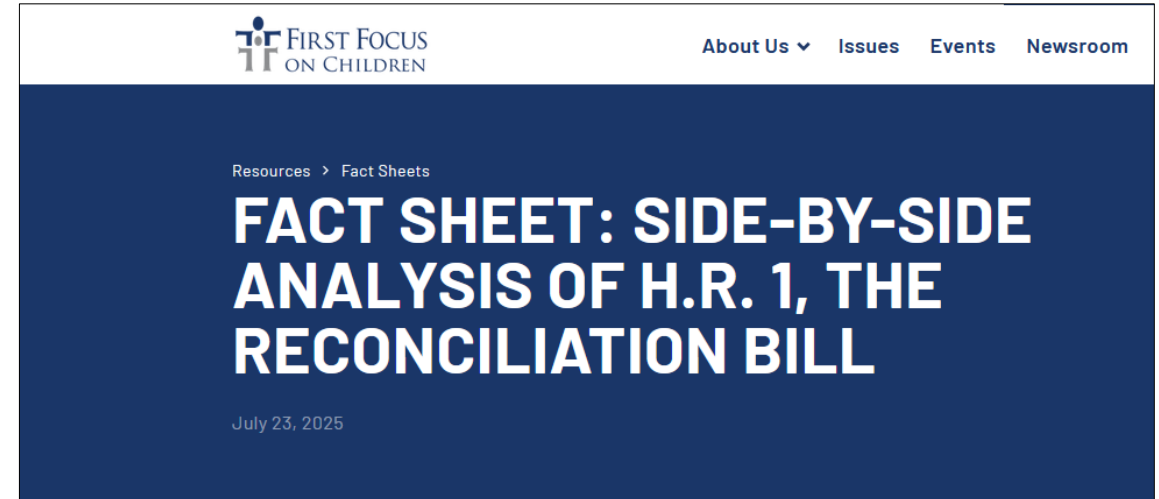 FIRST FOCUS
ON CHILDREN
About Us Issues Events Newsroom
Resources > Fact Sheets
FACT SHEET: SIDE-BY-SIDE
ANALYSIS OF H.R. 1, THE
RECONCILIATION BILL
July 23, 2025